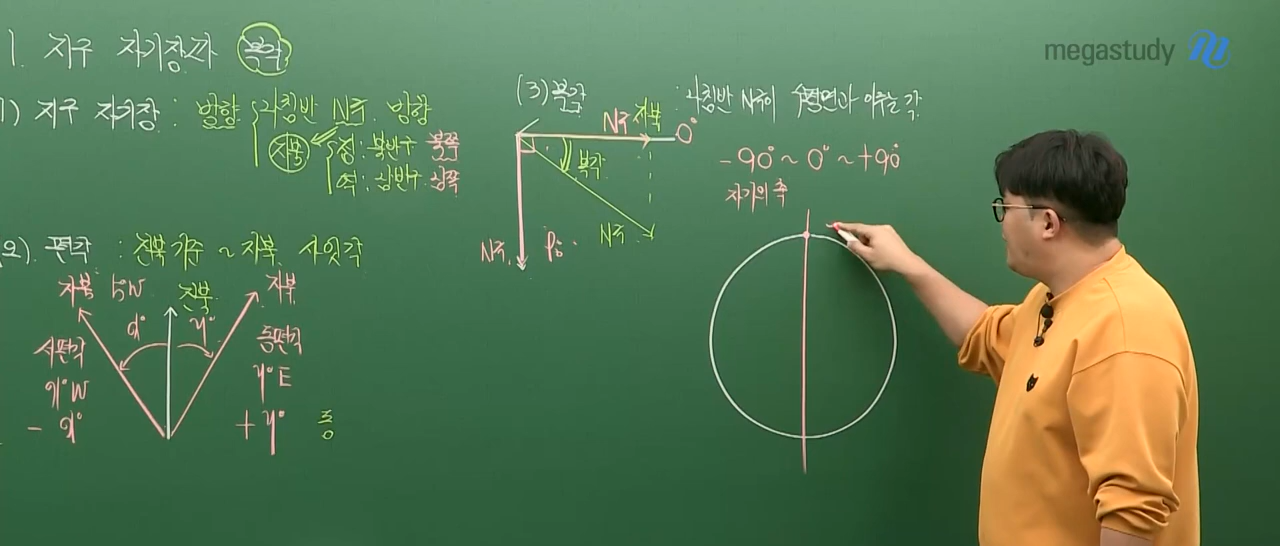 megastudy
1. 지구 자기장과 복각
1) 지구 자기장 : 방향 나침반 N극 방향
자북
집 : 북반구 북쪽
역 : 남반구 남쪽
2). 편각 : 진북 기준 ~ 자북 사잇각
자북 진북 자북
서편각
동편각
y°E
+ y°
(3) 복각 : 나침반 N극이 수평면과 이루는 각
N극 자북 0°
복각
N극
N극
-90° ~ 0° ~ +90°
자기의 축